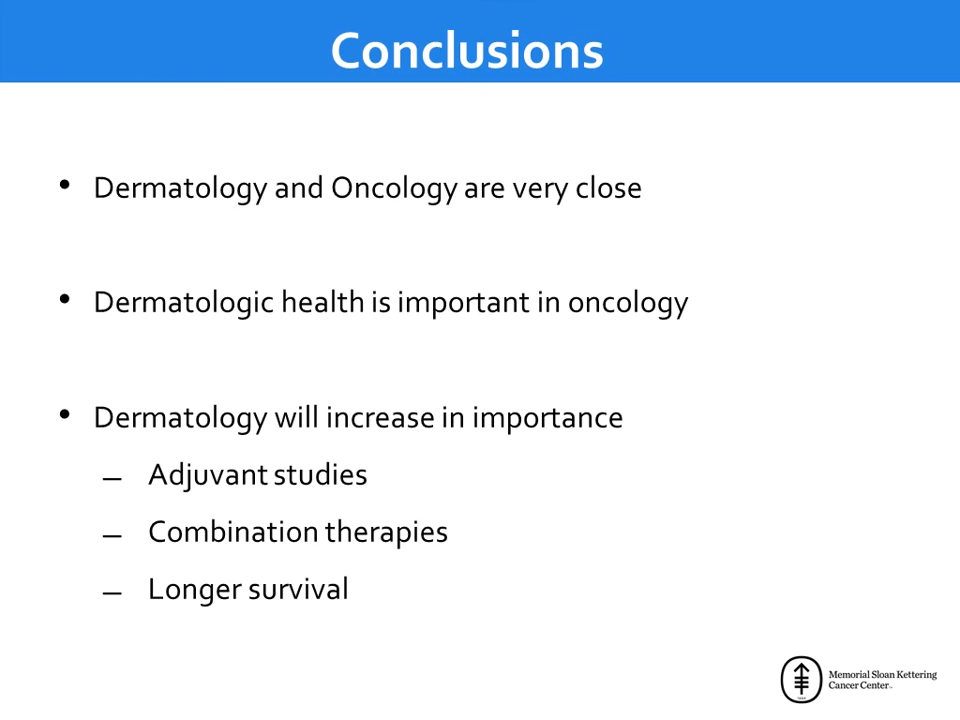 Conclusions
• Dermatology and Oncology are very close
• Dermatologic health is important in oncology
• Dermatology will increase in importance
– Adjuvant studies
– Combination therapies
– Longer survival
Memorial Sloan Kettering
Cancer Center